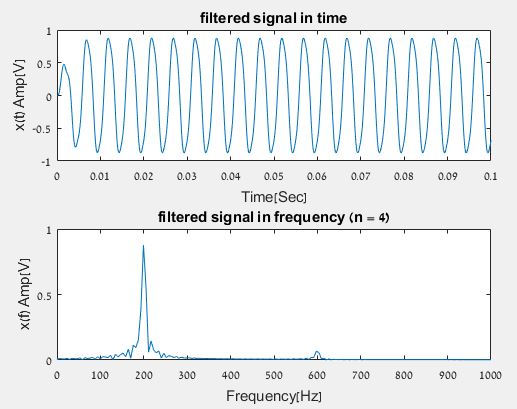 filtered signal in time
1
0.5
0
-0.5
-1
x(t) Amp[V]
0 0.01 0.02 0.03 0.04 0.05 0.06 0.07 0.08 0.09 0.1
Time[Sec]
filtered signal in frequency (n = 4)
1
0.5
0
x(f) Amp[V]
0 100 200 300 400 500 600 700 800 900 1000
Frequency[Hz]